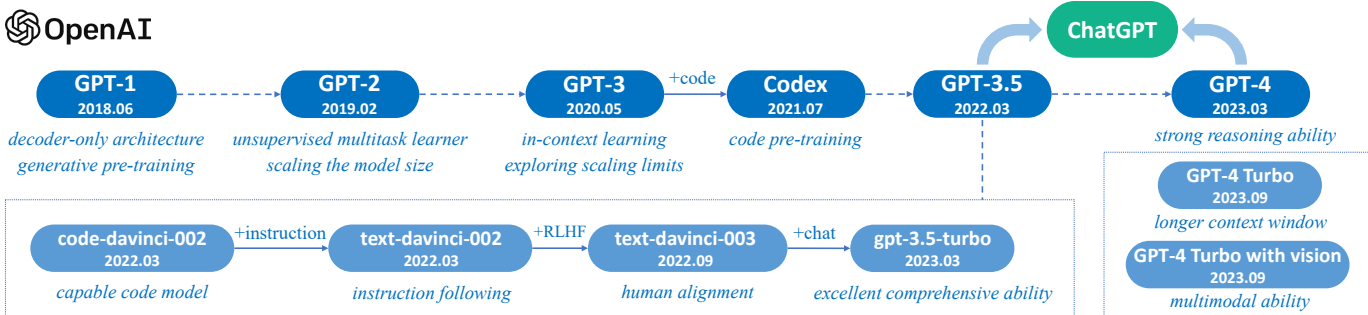 OpenAI
ChatGPT
GPT-1
2018.06
decoder-only architecture
generative pre-training
GPT-2
2019.02
unsupervised multitask learner
scaling the model size
GPT-3
2020.05
in-context learning
exploring scaling limits
+code
Codex
2021.07
code pre-training
GPT-3.5
2022.03
GPT-4
2023.03
strong reasoning ability
code-davinci-002
2022.03
capable code model
+instruction
text-davinci-002
2022.03
instruction following
+RLHF
text-davinci-003
2022.09
human alignment
+chat
gpt-3.5-turbo
2023.03
excellent comprehensive ability
GPT-4 Turbo
2023.09
longer context window
GPT-4 Turbo with vision
2023.09
multimodal ability